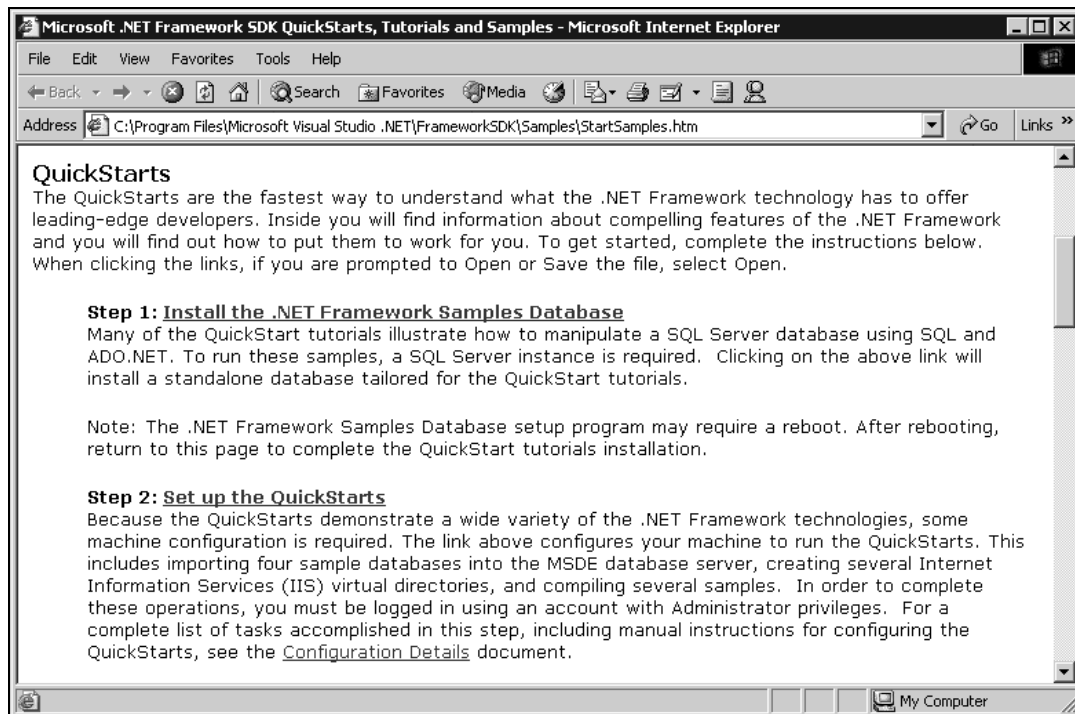 Microsoft .NET Framework SDK QuickStarts, Tutorials and Samples - Microsoft Internet Explorer
File Edit View Favorites Tools Help
Back Search Favorites Media
Address C:\Program Files\Microsoft Visual Studio .NET\FrameworkSDK\Samples\StartSamples.htm Go Links »
QuickStarts
The QuickStarts are the fastest way to understand what the .NET Framework technology has to offer
leading-edge developers. Inside you will find information about compelling features of the .NET Framework
and you will find out how to put them to work for you. To get started, complete the instructions below.
When clicking the links, if you are prompted to Open or Save the file, select Open.
Step 1: Install the .NET Framework Samples Database
Many of the QuickStart tutorials illustrate how to manipulate a SQL Server database using SQL and
ADO.NET. To run these samples, a SQL Server instance is required. Clicking on the above link will
install a standalone database tailored for the QuickStart tutorials.
Note: The .NET Framework Samples Database setup program may require a reboot. After rebooting,
return to this page to complete the QuickStart tutorials installation.
Step 2: Set up the QuickStarts
Because the QuickStarts demonstrate a wide variety of the .NET Framework technologies, some
machine configuration is required. The link above configures your machine to run the QuickStarts. This
includes importing four sample databases into the MSDE database server, creating several Internet
Information Services (IIS) virtual directories, and compiling several samples. In order to complete
these operations, you must be logged in using an account with Administrator privileges. For a
complete list of tasks accomplished in this step, including manual instructions for configuring the
QuickStarts, see the Configuration Details document.
My Computer